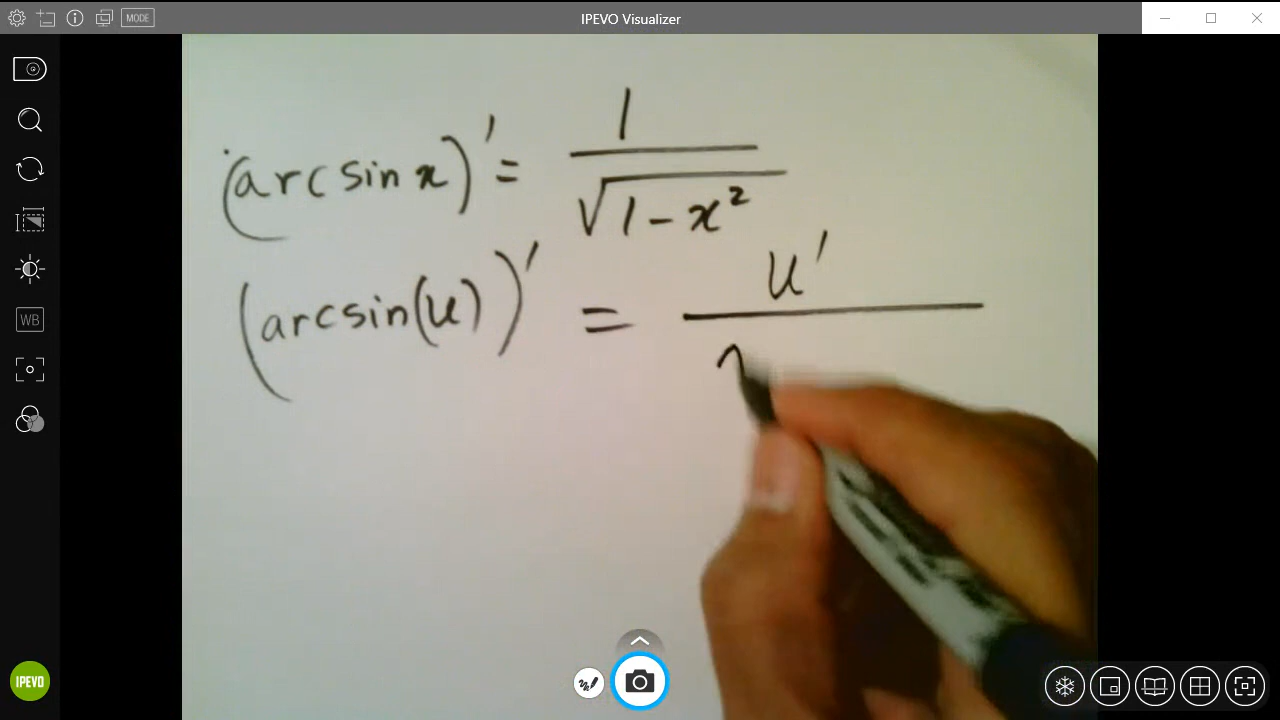 MODE
IPEVO Visualizer
(arcsin x)' = 1/√(1-x²)
(arcsin(u))' = u'/
WB
IPEVO